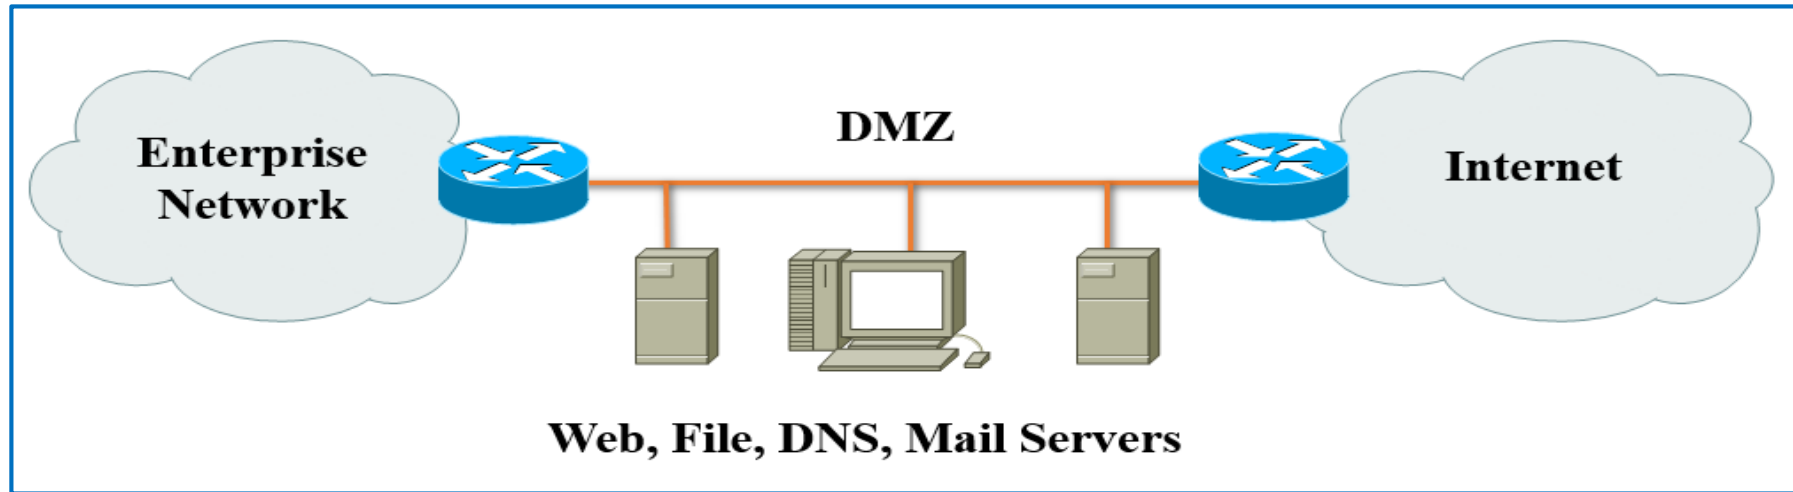 DMZ
Enterprise
Network
Internet
Web, File, DNS, Mail Servers